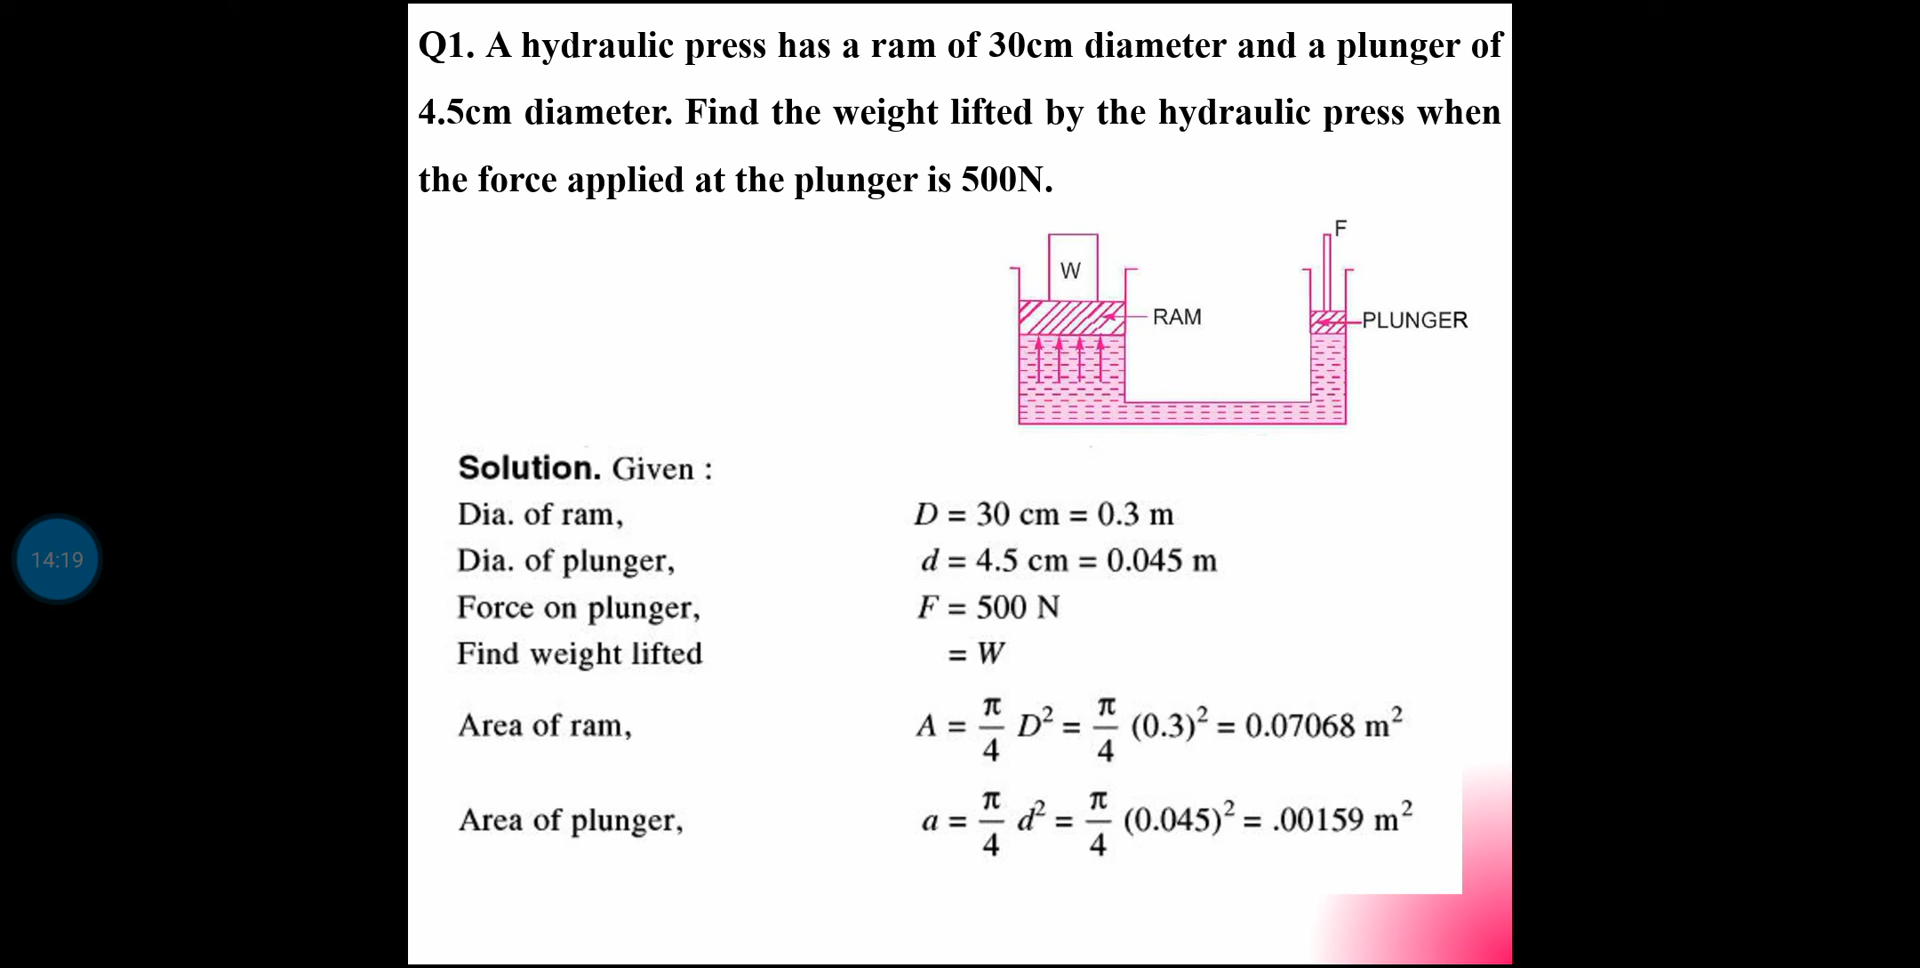 Q1. A hydraulic press has a ram of 30cm diameter and a plunger of
4.5cm diameter. Find the weight lifted by the hydraulic press when
the force applied at the plunger is 500N.
F
W
RAM
PLUNGER
Solution. Given :
Dia. of ram, D = 30 cm = 0.3 m
Dia. of plunger, d = 4.5 cm = 0.045 m
Force on plunger, F = 500 N
Find weight lifted = W
Area of ram, A = π/4 D² = π/4 (0.3)² = 0.07068 m²
Area of plunger, a = π/4 d² = π/4 (0.045)² = .00159 m²
14:19